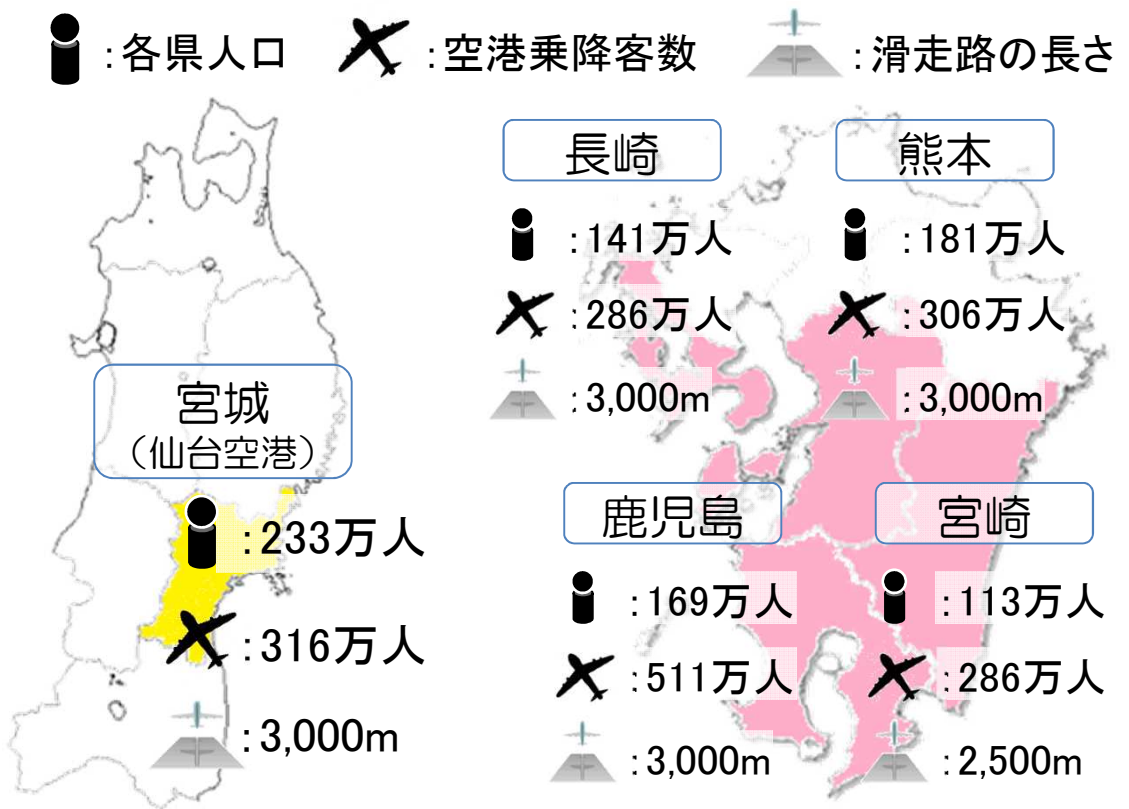 :各県人口 :空港乗降客数 :滑走路の長さ
長崎
:141万人
:286万人
:3,000m
熊本
:181万人
:306万人
:3,000m
宮城
(仙台空港)
:233万人
:316万人
:3,000m
鹿児島
:169万人
:511万人
:3,000m
宮崎
:113万人
:286万人
:2,500m